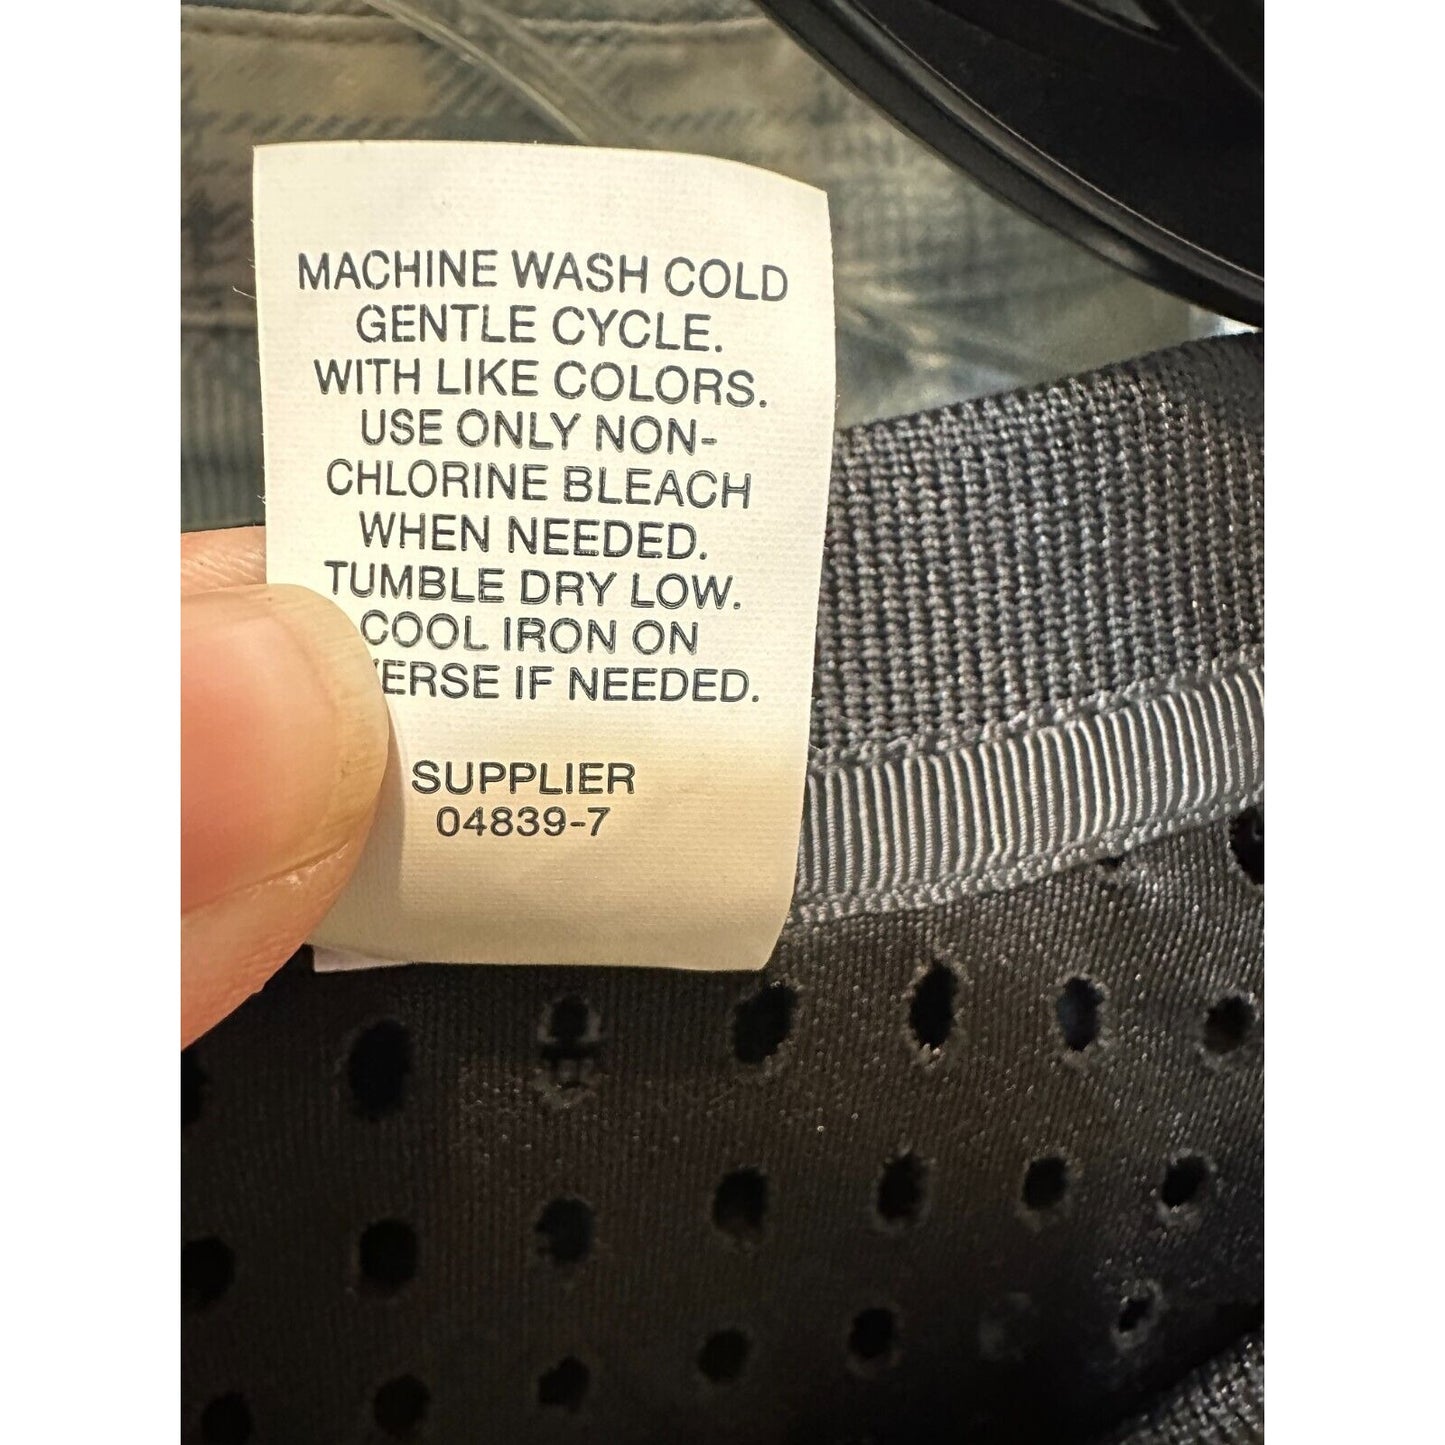 MACHINE WASH COLD
GENTLE CYCLE.
WITH LIKE COLORS.
USE ONLY NON-
CHLORINE BLEACH
WHEN NEEDED.
TUMBLE DRY LOW.
COOL IRON ON
IF NEEDED.
SUPPLIER
04839-7